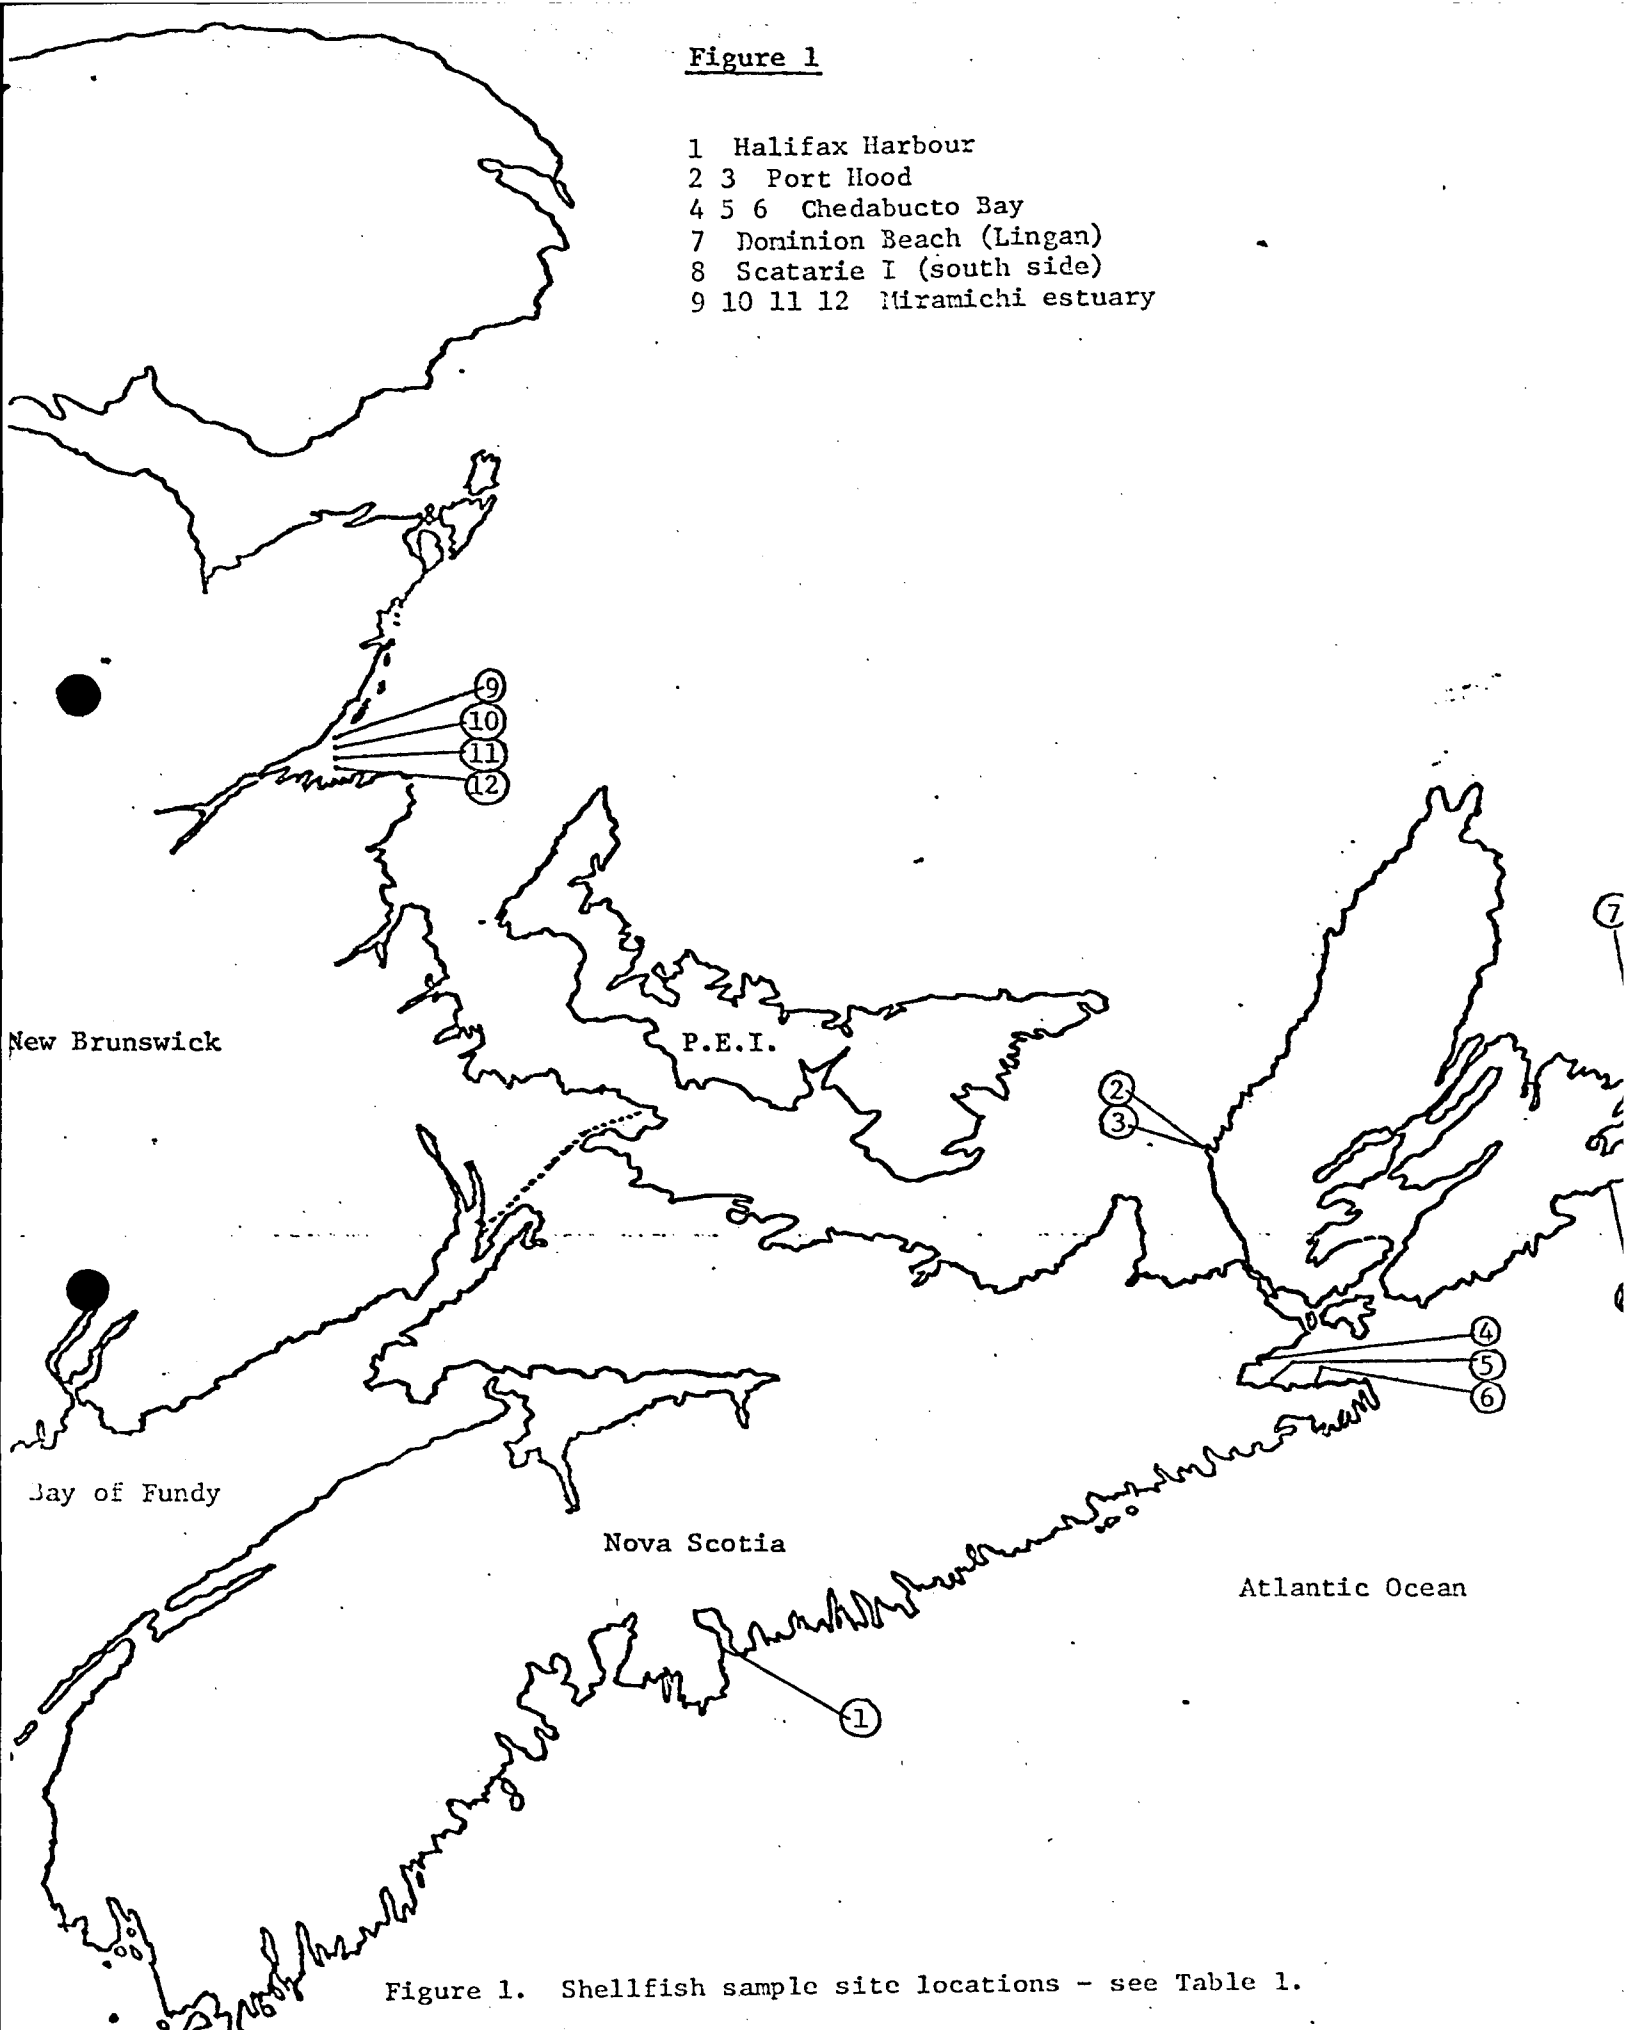 Figure 1
1 Halifax Harbour
2 3 Port Hood
4 5 6 Chedabucto Bay
7 Dominion Beach (Lingan)
8 Scatarie I (south side)
9 10 11 12 Miramichi estuary
9
10
11
12
7
New Brunswick
P.E.I.
2
3
4
5
6
Bay of Fundy
Nova Scotia
Atlantic Ocean
1
Figure 1. Shellfish sample site locations - see Table 1.